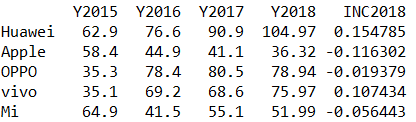 Y2015 Y2016 Y2017 Y2018 INC2018
Huawei 62.9 76.6 90.9 104.97 0.154785
Apple 58.4 44.9 41.1 36.32 -0.116302
OPPO 35.3 78.4 80.5 78.94 -0.019379
vivo 35.1 69.2 68.6 75.97 0.107434
Mi 64.9 41.5 55.1 51.99 -0.056443